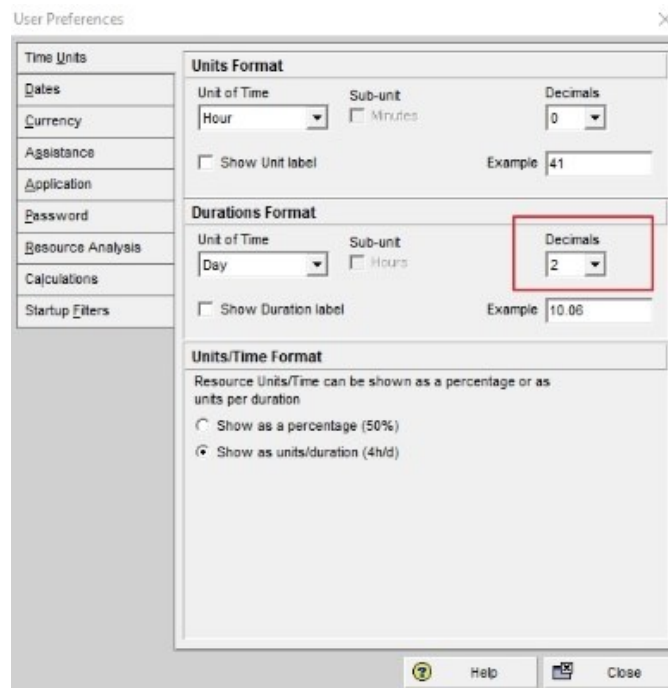 User Preferences
Time Units
Dates
Currency
Assistance
Application
Password
Resource Analysis
Calculations
Startup Filters
Units Format
Unit of Time Sub-unit Decimals
Hour Minutes 0
Show Unit label Example 41
Durations Format
Unit of Time Sub-unit Decimals
Day Hours 2
Show Duration label Example 10.06
Units/Time Format
Resource Units/Time can be shown as a percentage or as
units per duration
Show as a percentage (50%)
Show as units/duration (4h/d)
Help Close